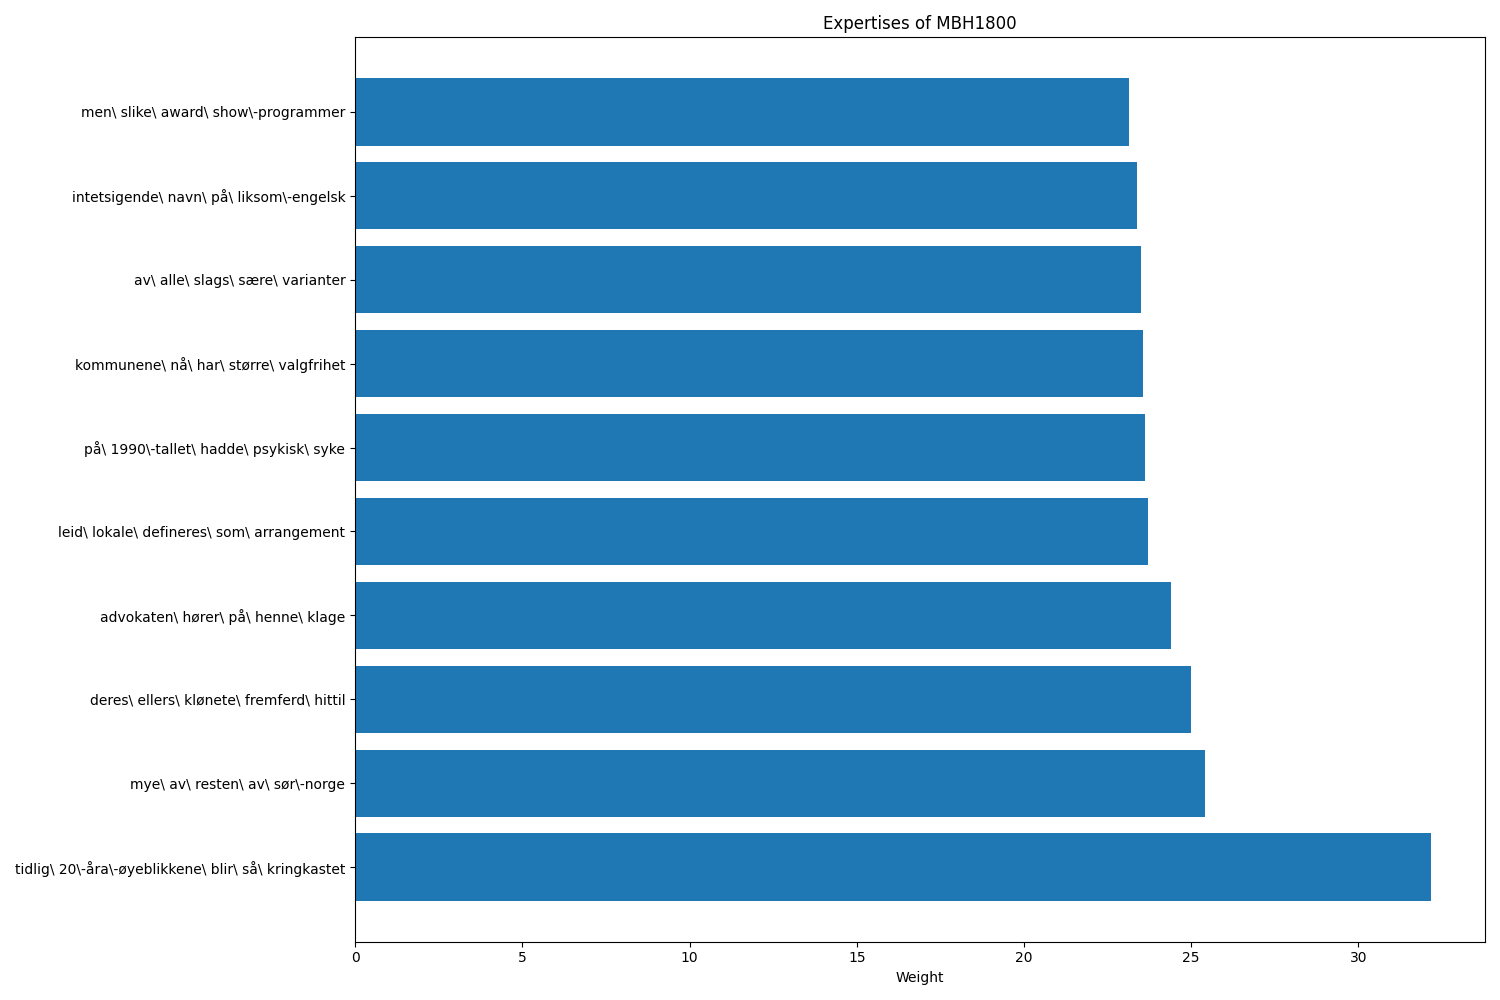 Expertises of MBH1800
men\ slike\ award\ show\-programmer
intetsigende\ navn\ på\ liksom\-engelsk
av\ alle\ slags\ sære\ varianter
kommunene\ nå\ har\ større\ valgfrihet
på\ 1990\-tallet\ hadde\ psykisk\ syke
leid\ lokale\ defineres\ som\ arrangement
advokaten\ hører\ på\ henne\ klage
deres\ ellers\ klønete\ fremferd\ hittil
mye\ av\ resten\ av\ sør\-norge
tidlig\ 20\-åra\-øyeblikkene\ blir\ så\ kringkastet
0 5 10 15 20 25 30
Weight